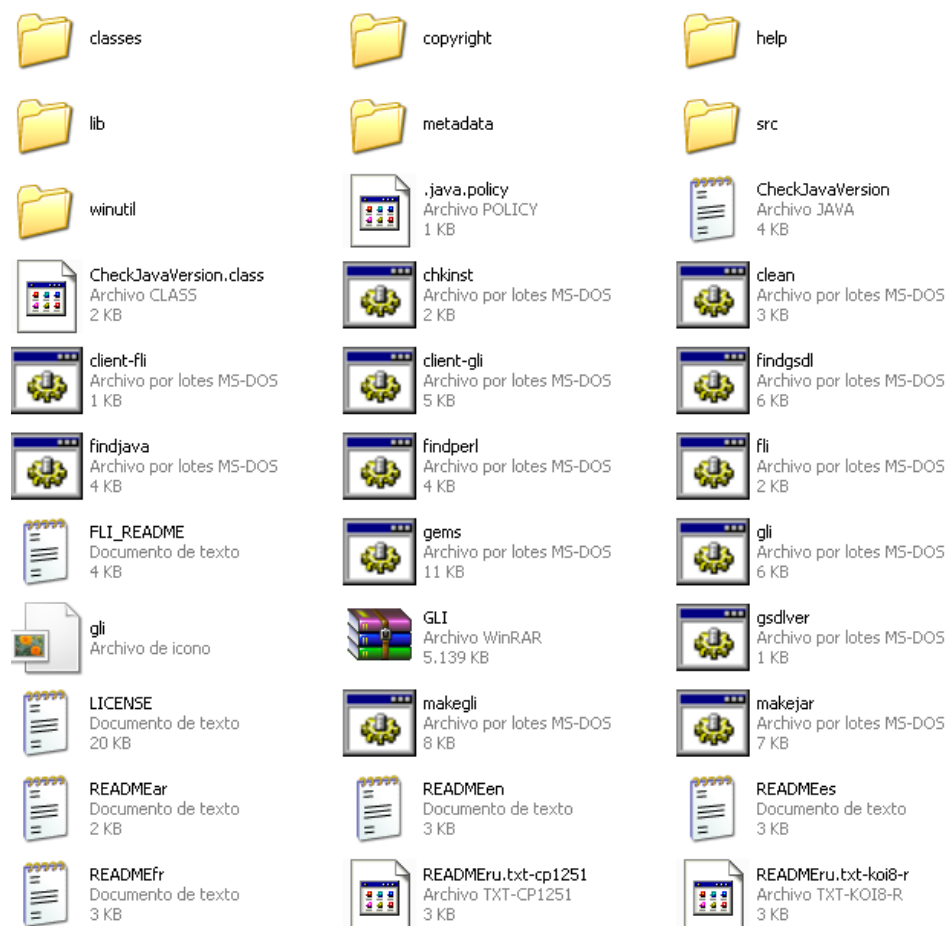 classes
copyright
help
lib
metadata
src
winutil
.java.policy
Archivo POLICY
1 KB
CheckJavaVersion
Archivo JAVA
4 KB
CheckJavaVersion.class
Archivo CLASS
2 KB
chkinst
Archivo por lotes MS-DOS
2 KB
clean
Archivo por lotes MS-DOS
3 KB
client-fli
Archivo por lotes MS-DOS
1 KB
client-gli
Archivo por lotes MS-DOS
5 KB
findgsdl
Archivo por lotes MS-DOS
6 KB
findjava
Archivo por lotes MS-DOS
4 KB
findperl
Archivo por lotes MS-DOS
4 KB
fli
Archivo por lotes MS-DOS
2 KB
FLI_README
Documento de texto
4 KB
gems
Archivo por lotes MS-DOS
11 KB
gli
Archivo por lotes MS-DOS
6 KB
gli
Archivo de icono
GLI
Archivo WinRAR
5.139 KB
gsdlver
Archivo por lotes MS-DOS
1 KB
LICENSE
Documento de texto
20 KB
makegli
Archivo por lotes MS-DOS
8 KB
makejar
Archivo por lotes MS-DOS
7 KB
READMEar
Documento de texto
2 KB
READMEen
Documento de texto
3 KB
READMEes
Documento de texto
3 KB
READMEfr
Documento de texto
3 KB
READMEru.txt-cp1251
Archivo TXT-CP1251
3 KB
READMEru.txt-koi8-r
Archivo TXT-KOI8-R
3 KB